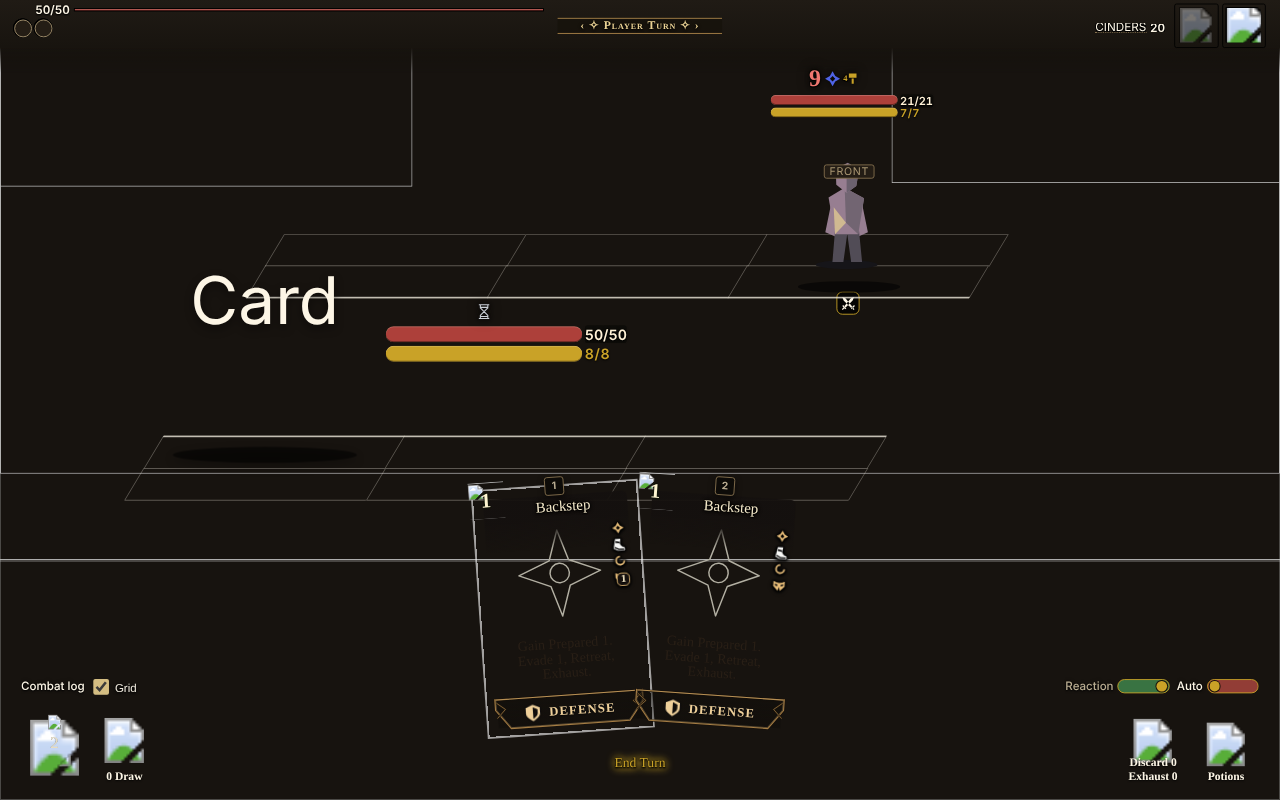 50/50
‹ ✧ Player Turn ✧ ›
CINDERS 20
9 4
21/21
7/7
FRONT
Card
50/50
8/8
1
1
Backstep
1
2
1
Backstep
Gain Prepared 1.
Evade 1, Retreat,
Exhaust.
Gain Prepared 1.
Evade 1, Retreat,
Exhaust.
DEFENSE
DEFENSE
Combat log
Grid
Reaction
Auto
0 Draw
End Turn
Discard 0
Exhaust 0
Potions